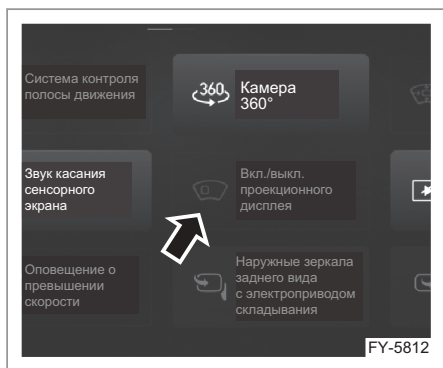 Система контроля
полосы движения
360
Камера
360°
Звук касания
сенсорного
экрана
Вкл./выкл.
проекционного
дисплея
Оповещение о
превышении
скорости
Наружные зеркала
заднего вида
с электроприводом
складывания
FY-5812